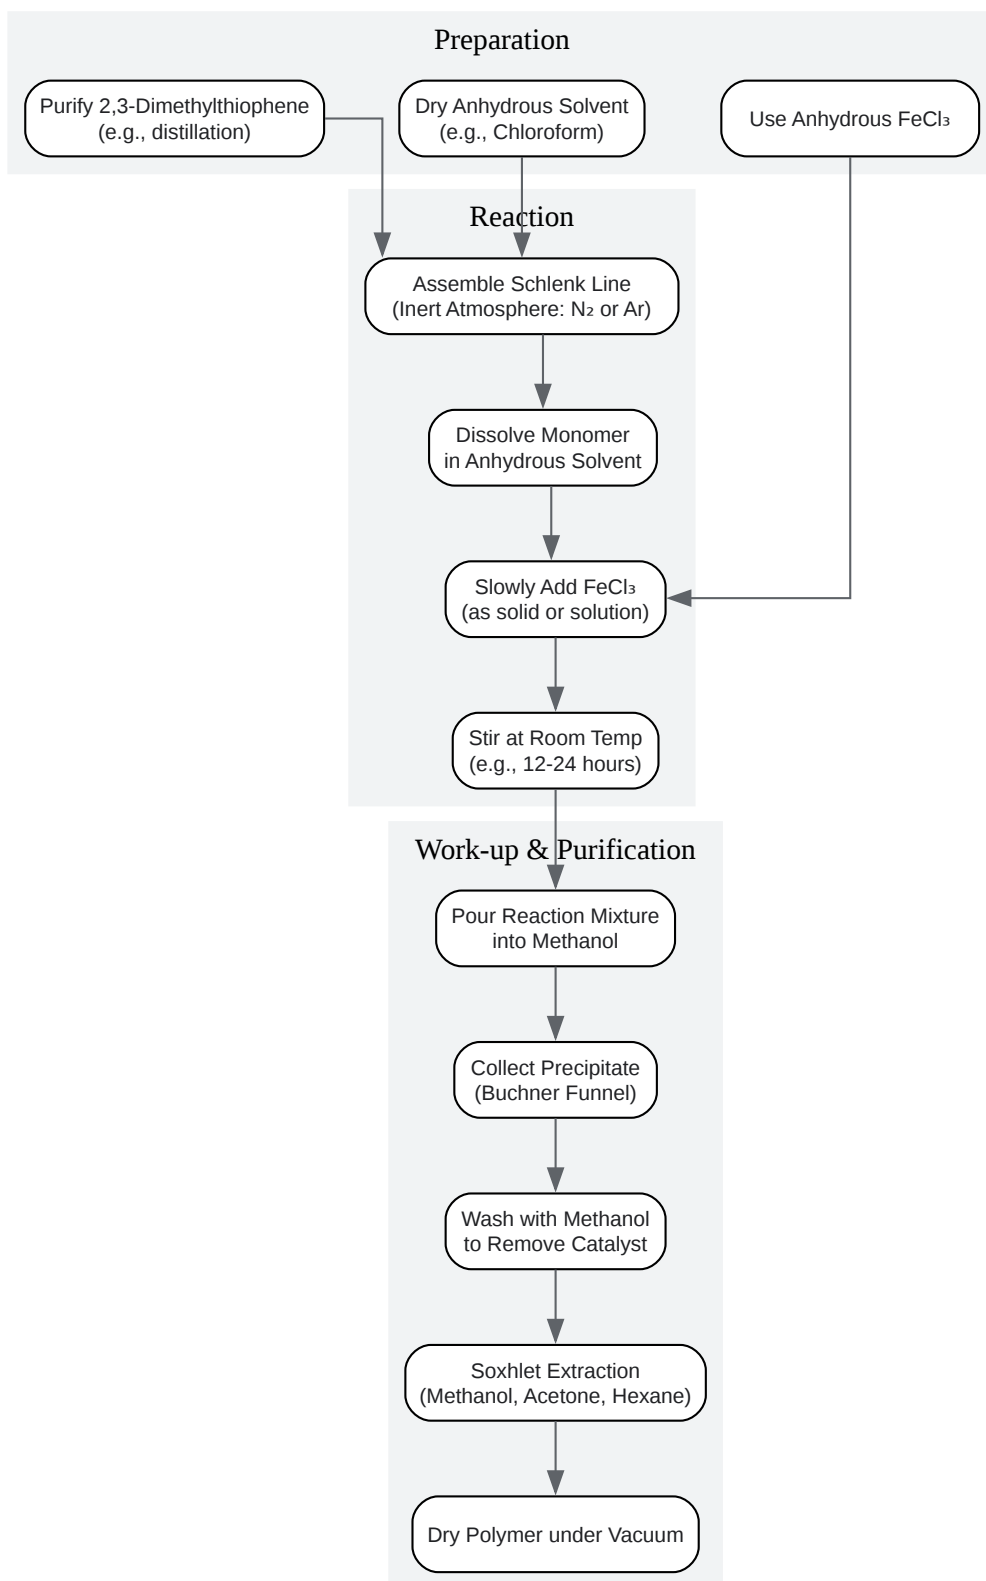 Preparation
Purify 2,3-Dimethylthiophene
(e.g., distillation)
Dry Anhydrous Solvent
(e.g., Chloroform)
Use Anhydrous FeCl₃
Reaction
Assemble Schlenk Line
(Inert Atmosphere: N₂ or Ar)
Dissolve Monomer
in Anhydrous Solvent
Slowly Add FeCl₃
(as solid or solution)
Stir at Room Temp
(e.g., 12-24 hours)
Work-up & Purification
Pour Reaction Mixture
into Methanol
Collect Precipitate
(Buchner Funnel)
Wash with Methanol
to Remove Catalyst
Soxhlet Extraction
(Methanol, Acetone, Hexane)
Dry Polymer under Vacuum